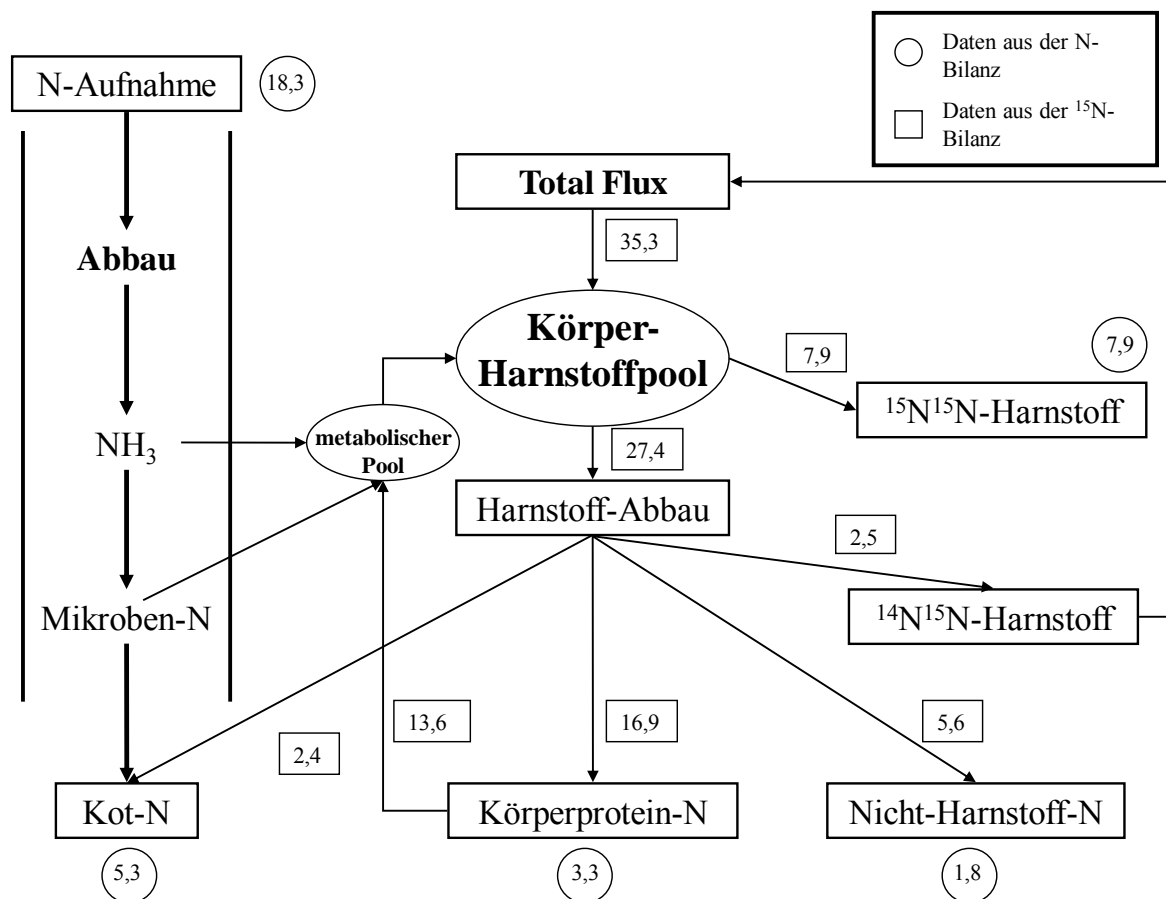 Daten aus der N-
Bilanz
Daten aus der ¹⁵N-
Bilanz
N-Aufnahme
18,3
Total Flux
35,3
Abbau
Körper-
Harnstoffpool
7,9
7,9
¹⁵N¹⁵N-Harnstoff
NH₃
metabolischer
Pool
27,4
Harnstoff-Abbau
2,5
Mikroben-N
¹⁴N¹⁵N-Harnstoff
2,4
13,6
16,9
5,6
Kot-N
Körperprotein-N
Nicht-Harnstoff-N
5,3
3,3
1,8